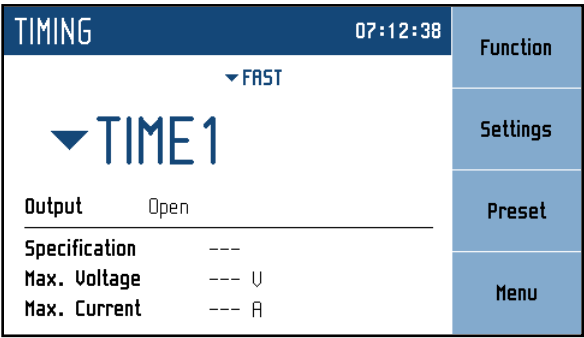 TIMING 07:12:38
▼FAST
▼TIME1
Output Open
Specification ---
Max. Voltage --- V
Max. Current --- A
Function
Settings
Preset
Menu